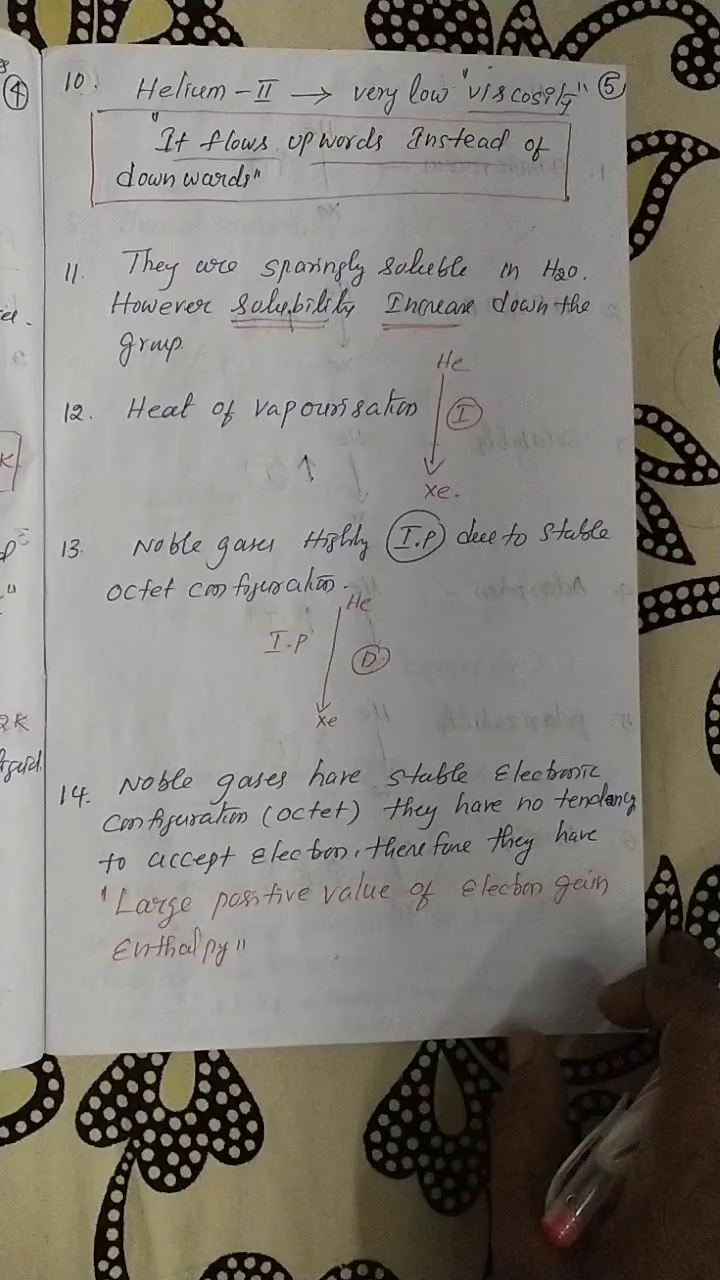 ④
10. Helium-II → very low "viscosity" ⑤
"It flows upwords Instead of
downwards"
11. They are sparingly soluble in H2O.
However Solubility Increase down the
group.
He
12. Heat of vapourisation Ⓘ
↑
Xe.
13. Noble gases Highly I.P due to stable
octet configuration.
He
I.P Ⓓ
Xe
14. Noble gases have stable Electronic
configuration (octet) they have no tendency
to accept Electron, therefore they have
"Large positive value of electron gain
Enthalpy"
K
2K